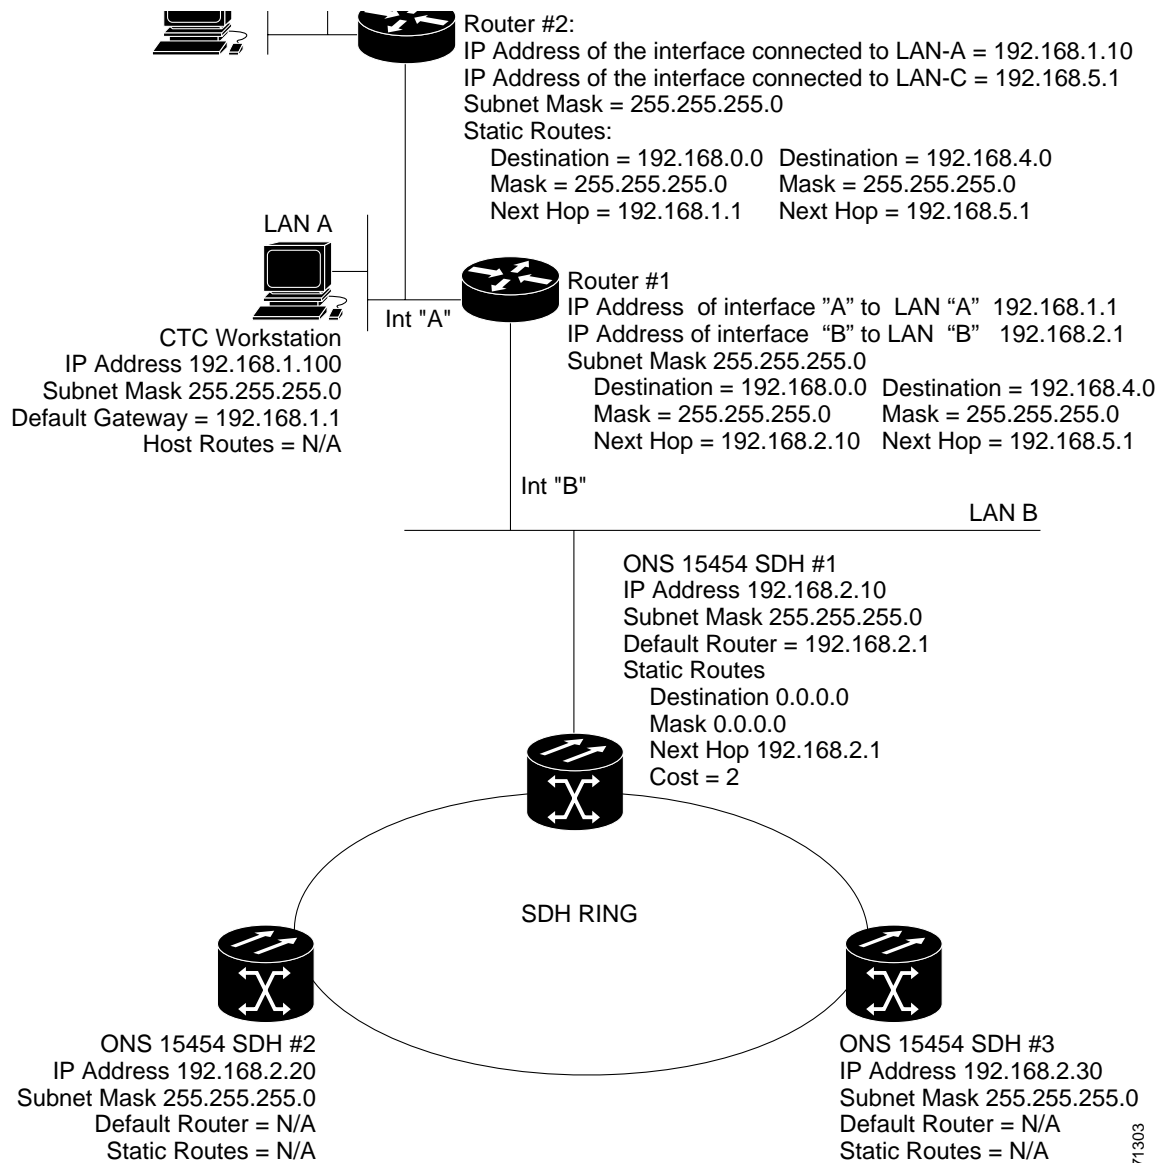 Router #2:
IP Address of the interface connected to LAN-A = 192.168.1.10
IP Address of the interface connected to LAN-C = 192.168.5.1
Subnet Mask = 255.255.255.0
Static Routes:
Destination = 192.168.0.0 Destination = 192.168.4.0
Mask = 255.255.255.0 Mask = 255.255.255.0
Next Hop = 192.168.1.1 Next Hop = 192.168.5.1
LAN A
Int "A"
CTC Workstation
IP Address 192.168.1.100
Subnet Mask 255.255.255.0
Default Gateway = 192.168.1.1
Host Routes = N/A
Router #1
IP Address of interface ”A” to LAN “A” 192.168.1.1
IP Address of interface “B” to LAN “B” 192.168.2.1
Subnet Mask 255.255.255.0
Destination = 192.168.0.0 Destination = 192.168.4.0
Mask = 255.255.255.0 Mask = 255.255.255.0
Next Hop = 192.168.2.10 Next Hop = 192.168.5.1
Int "B"
LAN B
ONS 15454 SDH #1
IP Address 192.168.2.10
Subnet Mask 255.255.255.0
Default Router = 192.168.2.1
Static Routes
Destination 0.0.0.0
Mask 0.0.0.0
Next Hop 192.168.2.1
Cost = 2
SDH RING
ONS 15454 SDH #2
IP Address 192.168.2.20
Subnet Mask 255.255.255.0
Default Router = N/A
Static Routes = N/A
ONS 15454 SDH #3
IP Address 192.168.2.30
Subnet Mask 255.255.255.0
Default Router = N/A
Static Routes = N/A
71303